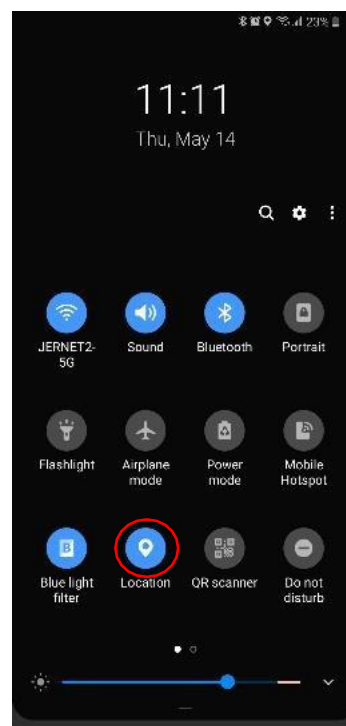 23%
11:11
Thu, May 14
JERNET2-
5G
Sound
Bluetooth
Portrait
Flashlight
Airplane
mode
Power
mode
Mobile
Hotspot
B
Blue light
filter
Location
QR scanner
Do not
disturb